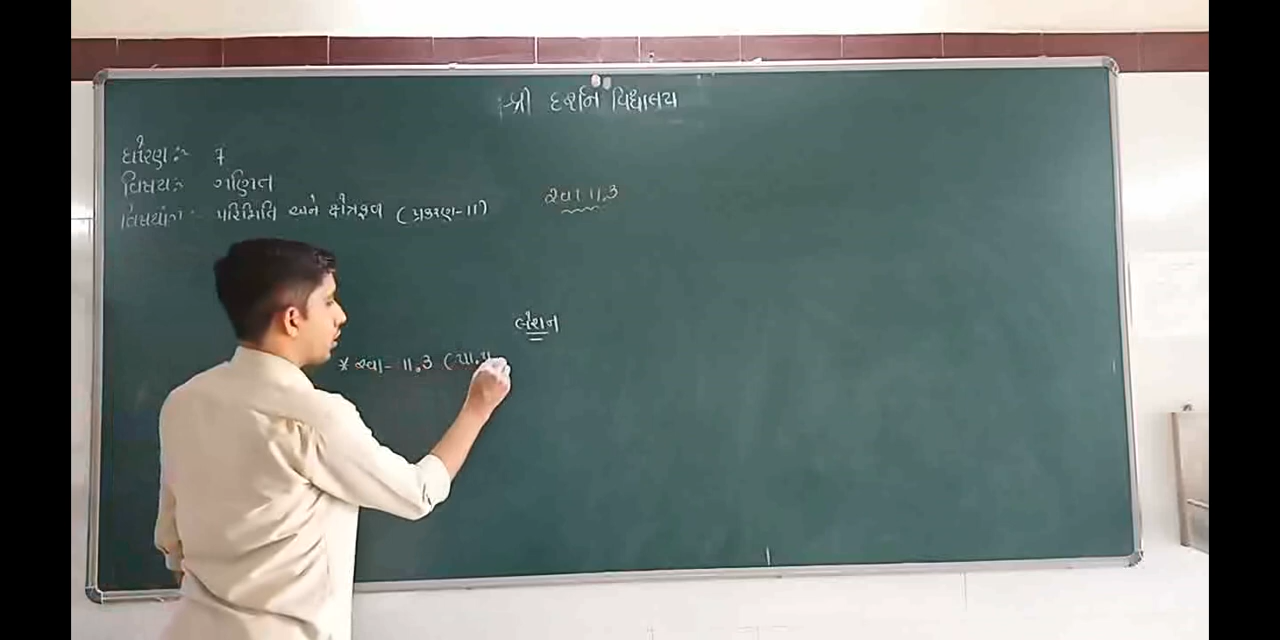 શ્રી દર્શન વિદ્યાલય
ધોરણ :- 7
વિષય :- ગણિત
વિષયાંગ :- પરિમિતિ અને ક્ષેત્રફળ (પ્રકરણ-11)
સ્વા 11.3
લેશન
* સ્વા- 11.3 (પા.